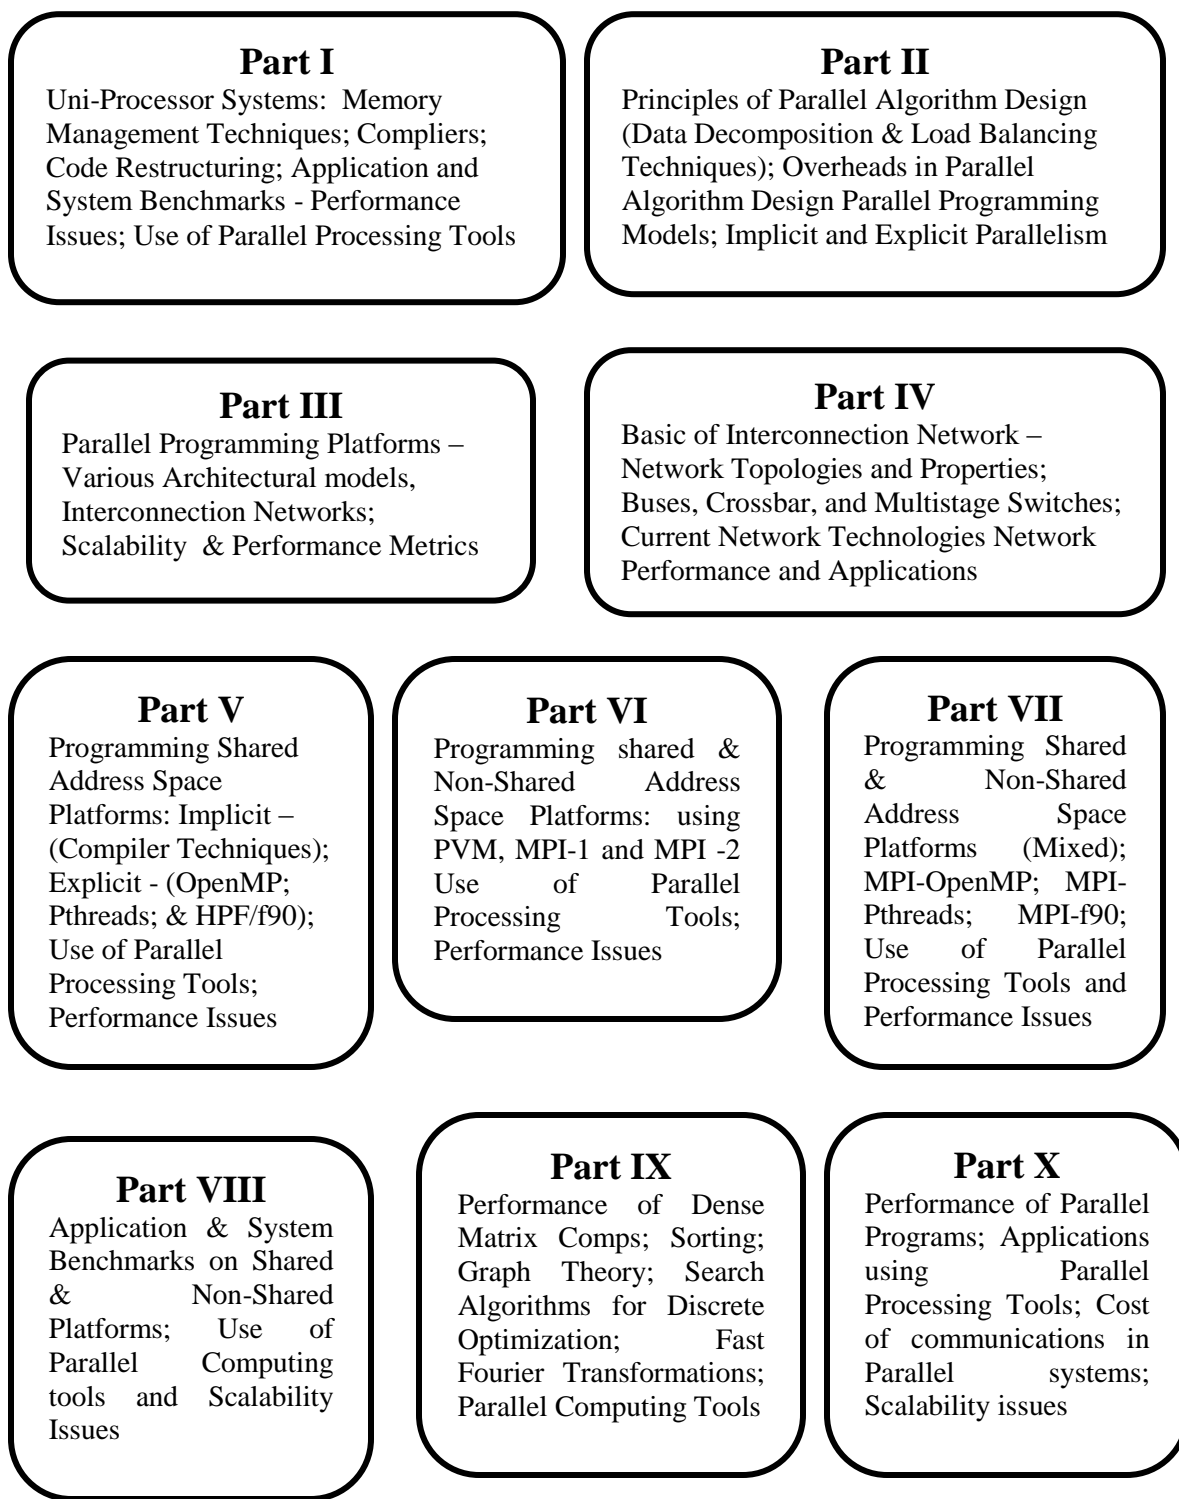 Part I
Uni-Processor Systems: Memory
Management Techniques; Compliers;
Code Restructuring; Application and
System Benchmarks - Performance
Issues; Use of Parallel Processing Tools
Part II
Principles of Parallel Algorithm Design
(Data Decomposition & Load Balancing
Techniques); Overheads in Parallel
Algorithm Design Parallel Programming
Models; Implicit and Explicit Parallelism
Part III
Parallel Programming Platforms –
Various Architectural models,
Interconnection Networks;
Scalability & Performance Metrics
Part IV
Basic of Interconnection Network –
Network Topologies and Properties;
Buses, Crossbar, and Multistage Switches;
Current Network Technologies Network
Performance and Applications
Part V
Programming Shared
Address Space
Platforms: Implicit –
(Compiler Techniques);
Explicit - (OpenMP;
Pthreads; & HPF/f90);
Use of Parallel
Processing Tools;
Performance Issues
Part VI
Programming shared &
Non-Shared Address
Space Platforms: using
PVM, MPI-1 and MPI -2
Use of Parallel
Processing Tools;
Performance Issues
Part VII
Programming Shared
& Non-Shared
Address Space
Platforms (Mixed);
MPI-OpenMP; MPI-
Pthreads; MPI-f90;
Use of Parallel
Processing Tools and
Performance Issues
Part VIII
Application & System
Benchmarks on Shared
& Non-Shared
Platforms; Use of
Parallel Computing
tools and Scalability
Issues
Part IX
Performance of Dense
Matrix Comps; Sorting;
Graph Theory; Search
Algorithms for Discrete
Optimization; Fast
Fourier Transformations;
Parallel Computing Tools
Part X
Performance of Parallel
Programs; Applications
using Parallel
Processing Tools; Cost
of communications in
Parallel systems;
Scalability issues